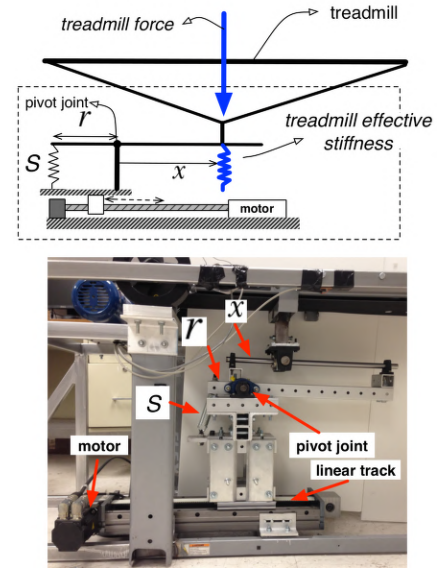 treadmill force
treadmill
pivot joint
r
treadmill effective
stiffness
S
x
motor
x
r
S
motor
pivot joint
linear track